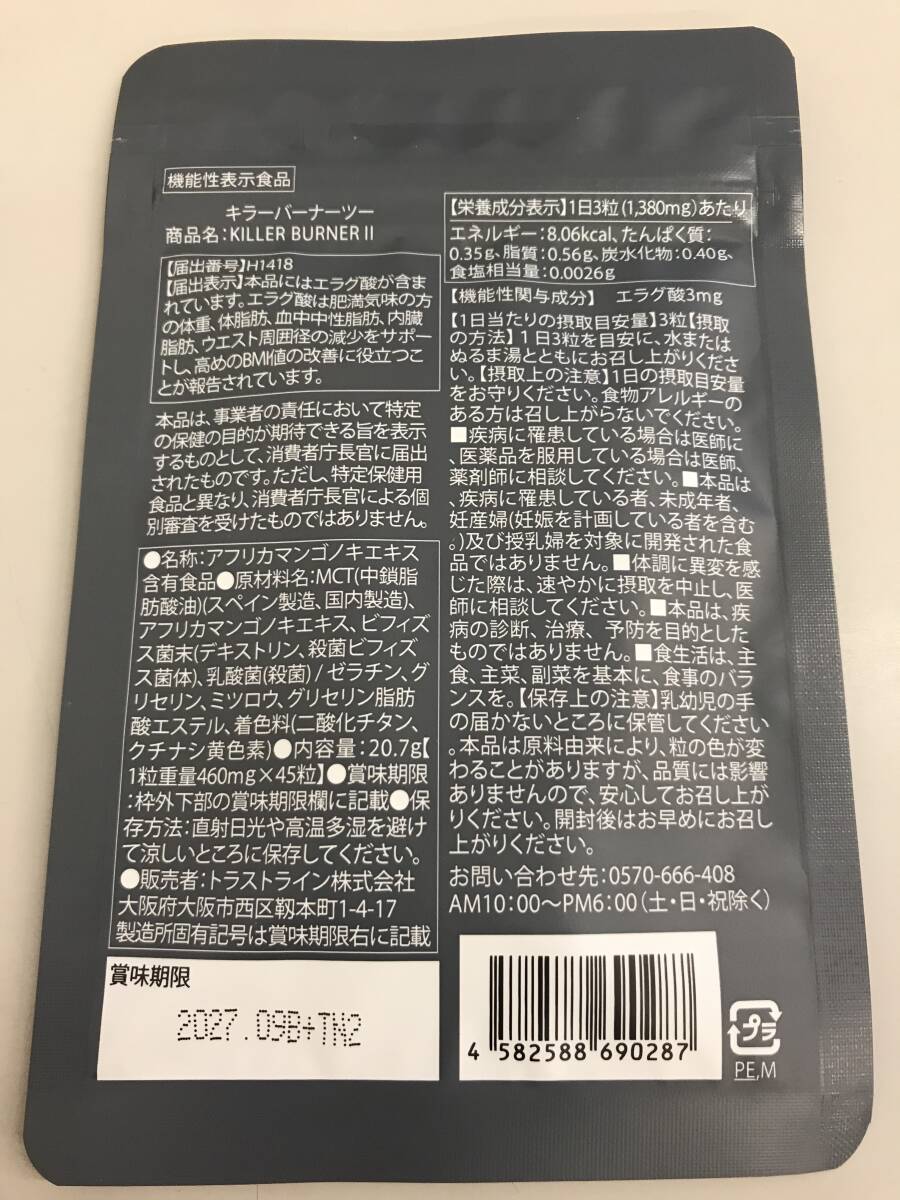 機能性表示食品
キラーバーナーツー
商品名：KILLER BURNER II
【届出番号】H1418
【届出表示】本品にはエラグ酸が含ま
れています。エラグ酸は肥満気味の方
の体重、体脂肪、血中中性脂肪、内臓
脂肪、ウエスト周囲径の減少をサポー
トし、高めのBMI値の改善に役立つこ
とが報告されています。
本品は、事業者の責任において特定
の保健の目的が期待できる旨を表示
するものとして、消費者庁長官に届出
されたものです。ただし、特定保健用
食品と異なり、消費者庁長官による個
別審査を受けたものではありません。
●名称：アフリカマンゴノキエキス
含有食品●原材料名：MCT(中鎖脂
肪酸油)(スペイン製造、国内製造)、
アフリカマンゴノキエキス、ビフィズ
ス菌末(デキストリン、殺菌ビフィズ
ス菌体)、乳酸菌(殺菌) / ゼラチン、グ
リセリン、ミツロウ、グリセリン脂肪
酸エステル、着色料(二酸化チタン、
クチナシ黄色素)●内容量：20.7g【
1粒重量460mg×45粒】●賞味期限
：枠外下部の賞味期限欄に記載●保
存方法：直射日光や高温多湿を避け
て涼しいところに保存してください。
●販売者：トラストライン株式会社
大阪府大阪市西区靱本町1-4-17
製造所固有記号は賞味期限右に記載
賞味期限
2027.09B+TN2
【栄養成分表示】1日3粒(1,380mg)あたり
エネルギー：8.06kcal、たんぱく質：
0.35g、脂質：0.56g、炭水化物：0.40g、
食塩相当量：0.0026g
【機能性関与成分】 エラグ酸3mg
【1日当たりの摂取目安量】3粒【摂取
の方法】1日3粒を目安に、水または
ぬるま湯とともにお召し上がりくださ
い。【摂取上の注意】1日の摂取目安量
をお守りください。食物アレルギーの
ある方は召し上がらないでください。
■疾病に罹患している場合は医師に
、医薬品を服用している場合は医師、
薬剤師に相談してください。■本品は
、疾病に罹患している者、未成年者、
妊産婦(妊娠を計画している者を含む
。)及び授乳婦を対象に開発された食
品ではありません。■体調に異変を感
じた際は、速やかに摂取を中止し、医
師に相談してください。■本品は、疾
病の診断、治療、予防を目的とした
ものではありません。■食生活は、主
食、主菜、副菜を基本に、食事のバラ
ンスを。【保存上の注意】乳幼児の手
の届かないところに保管してください
。本品は原料由来により、粒の色が変
わることがありますが、品質には影響
ありませんので、安心してお召し上が
りください。開封後はお早めにお召し
上がりください。
お問い合わせ先：0570-666-408
AM10：00～PM6：00（土・日・祝除く）
4 582588 690287
プラ
PE,M